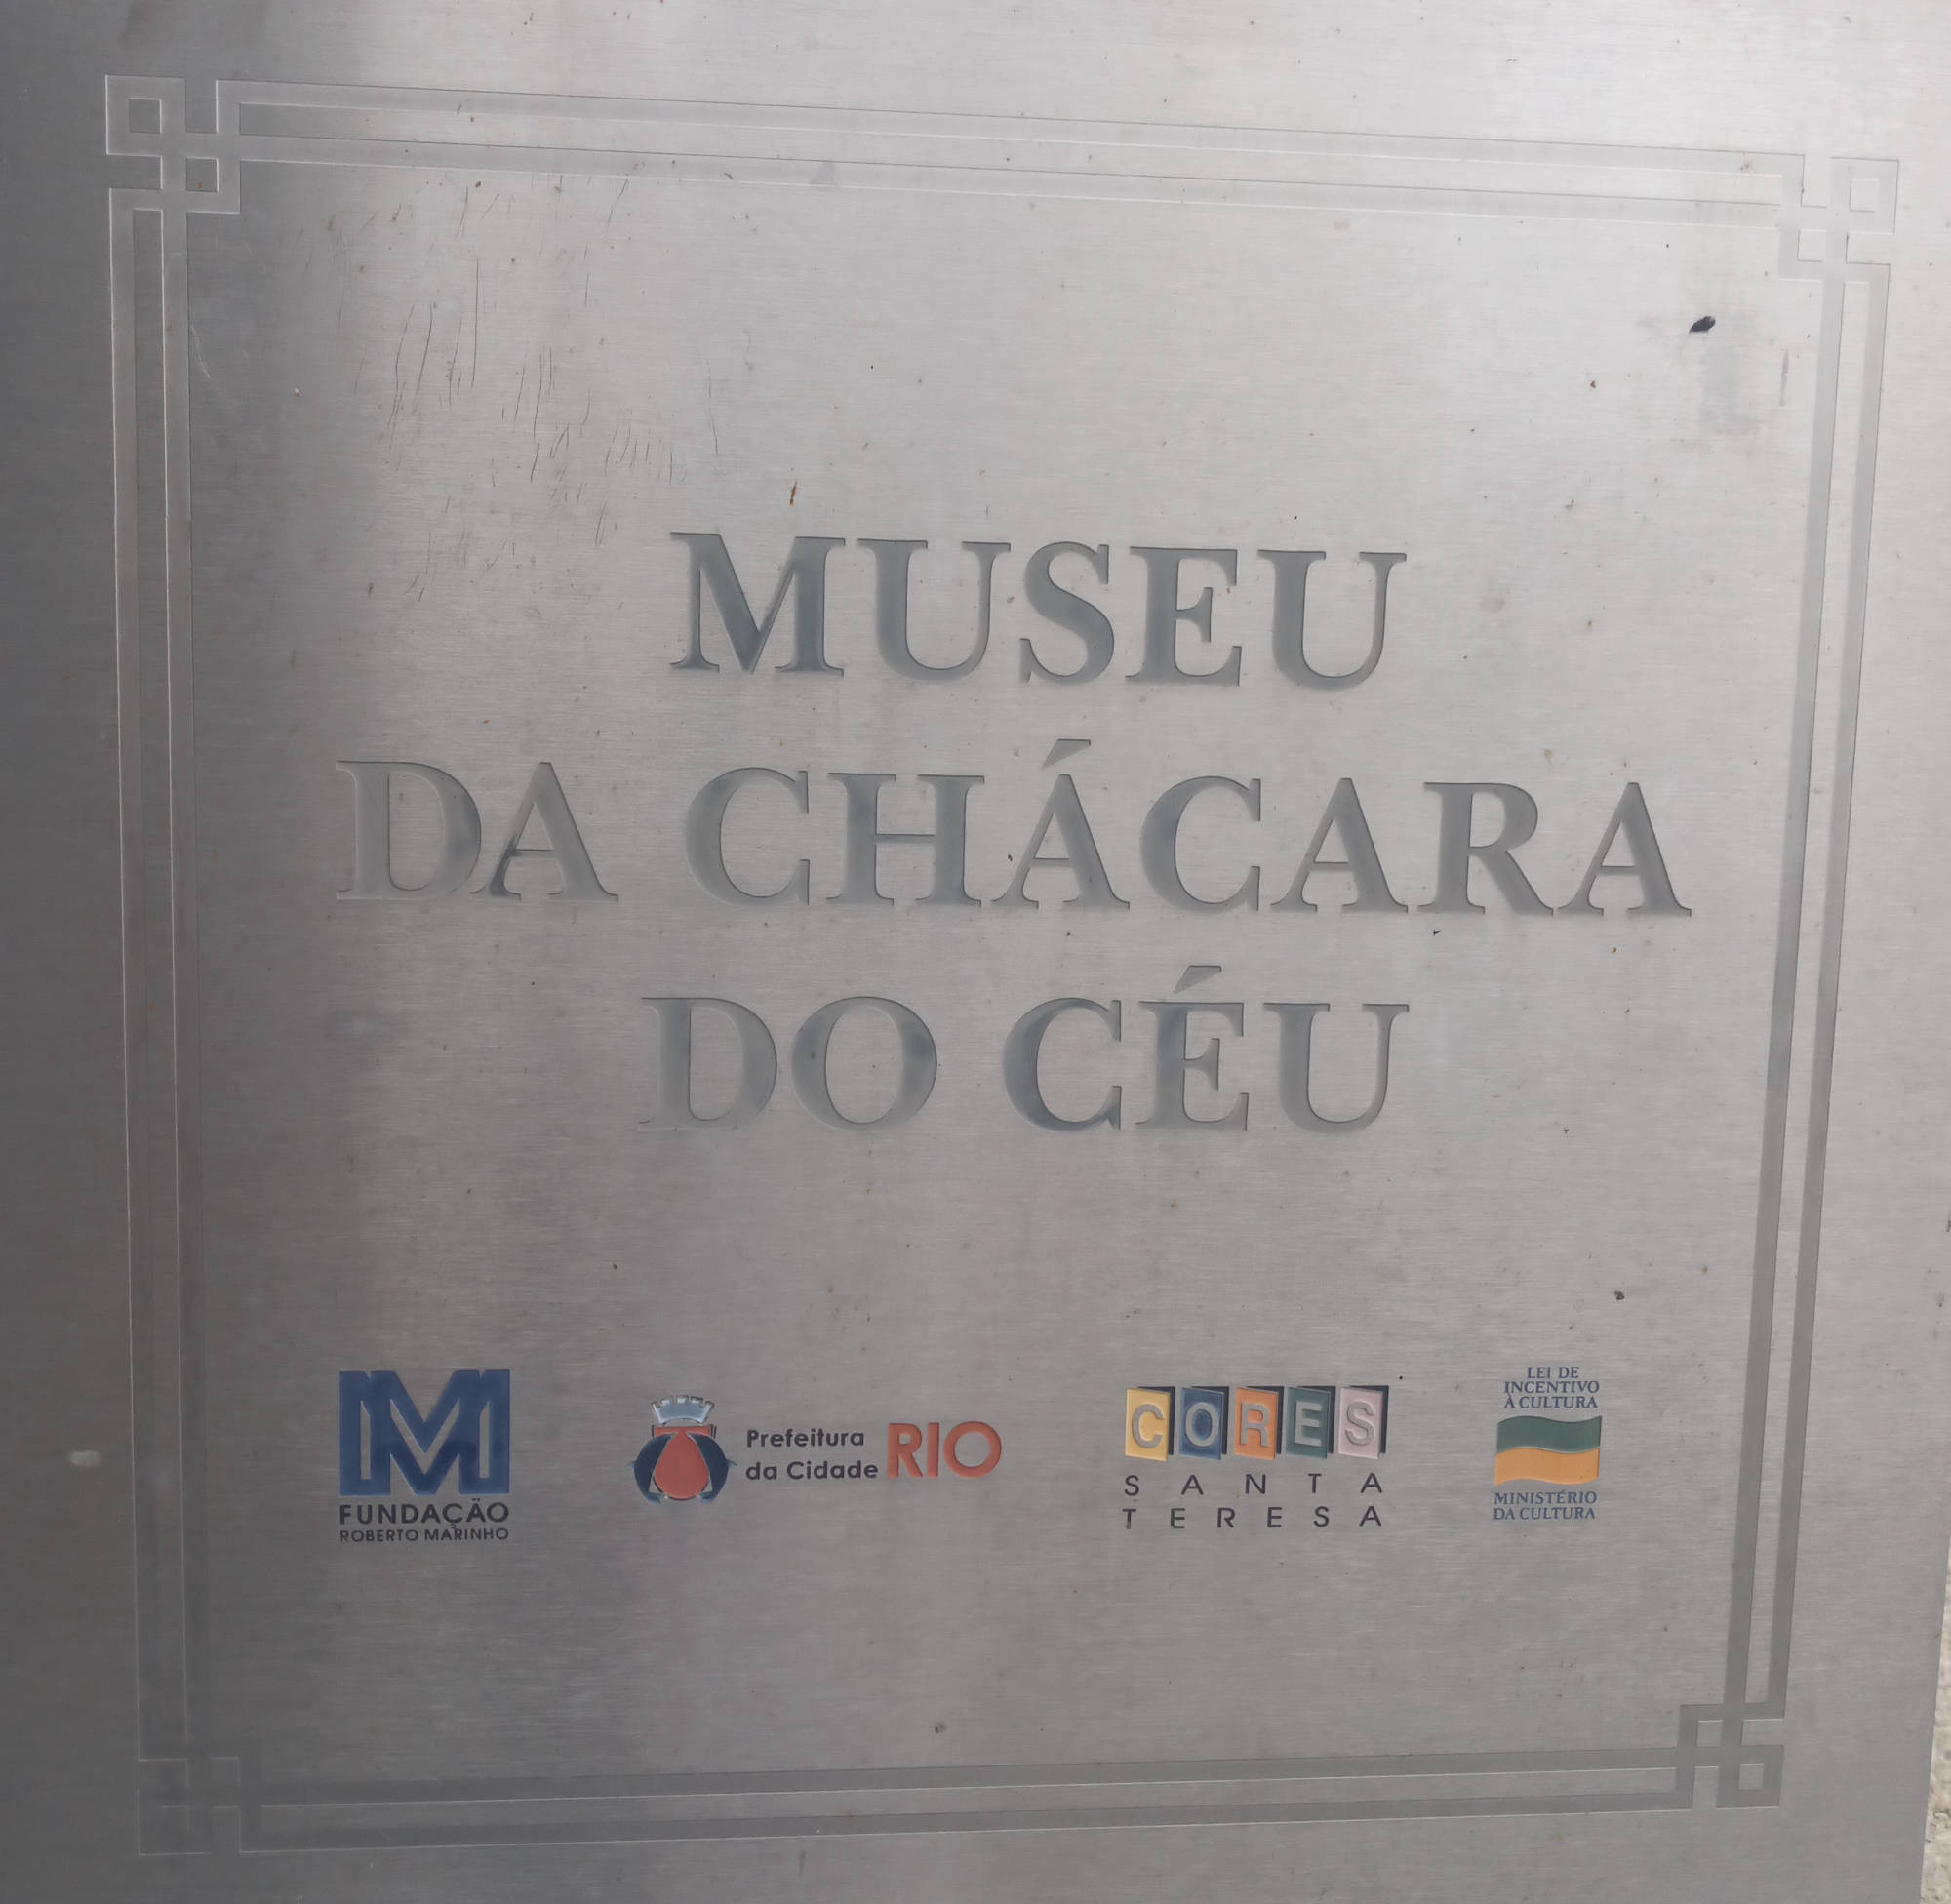 MUSEU
DA CHÁCARA
DO CÉU
FUNDAÇÃO
ROBERTO MARINHO
Prefeitura
da Cidade RIO
CORES
SANTA
TERESA
LEI DE
INCENTIVO
À CULTURA
MINISTÉRIO
DA CULTURA